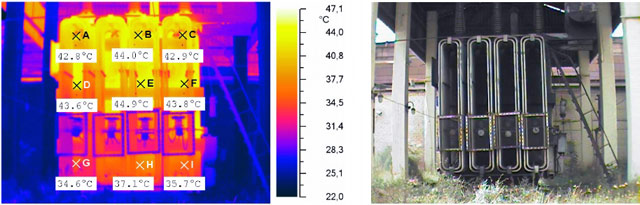 A B C
42.8°C 44.0°C 42.9°C
D E F
43.6°C 44.9°C 43.8°C
G H I
34.6°C 37.1°C 35.7°C
47,1
°C
44,0
40,8
37,7
34,5
31,4
28,3
25,1
22,0